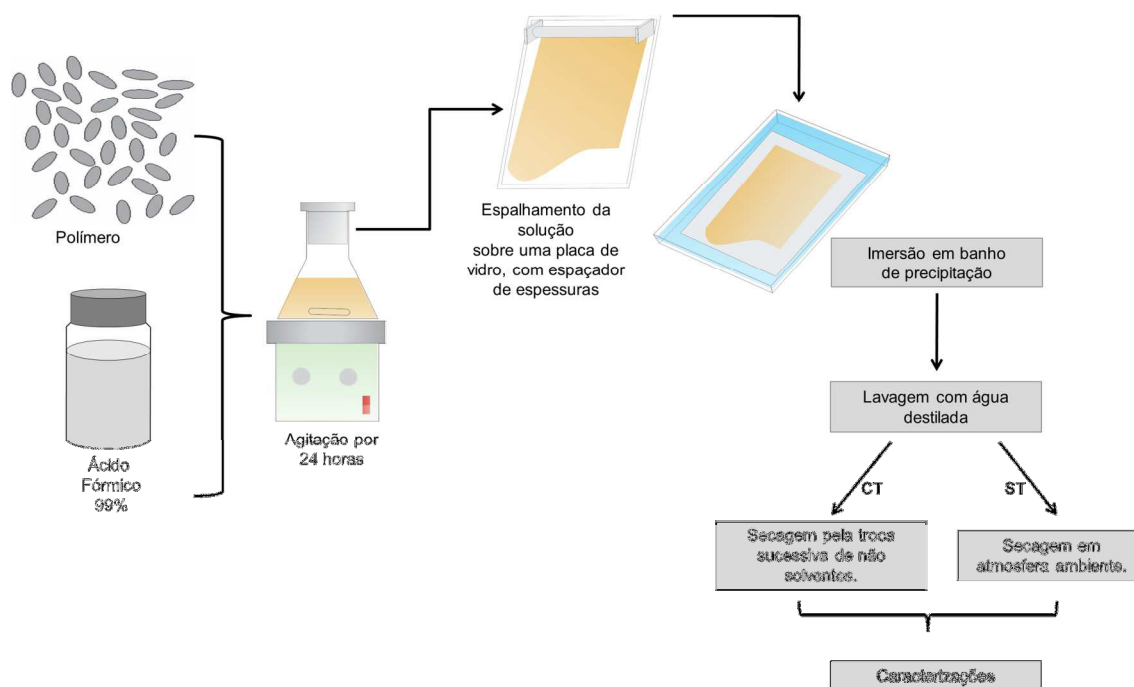 Polímero
Ácido
Fórmico
99%
Agitação por
24 horas
Espalhamento da
solução
sobre uma placa de
vidro, com espaçador
de espessuras
Imersão em banho
de precipitação
Lavagem com água
destilada
CT
ST
Secagem pela troca
sucessiva de não
solventes.
Secagem em
atmosfera ambiente.
Caracterizações